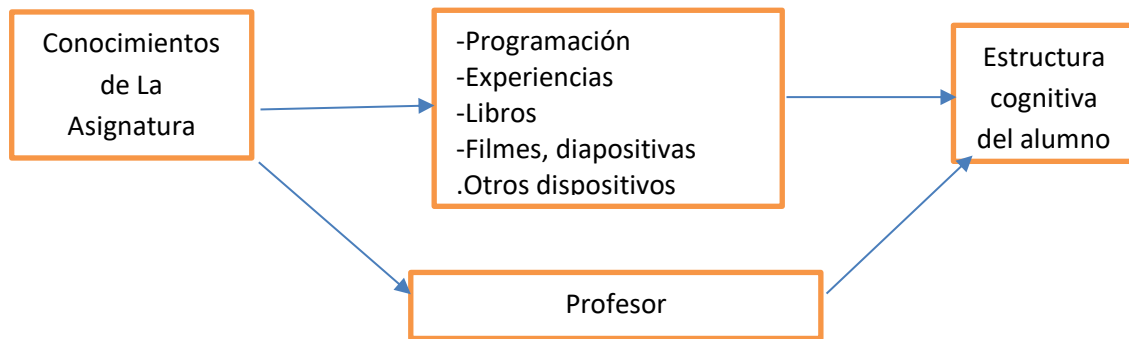 Conocimientos
de La
Asignatura
-Programación
-Experiencias
-Libros
-Filmes, diapositivas
.Otros dispositivos
Estructura
cognitiva
del alumno
Profesor